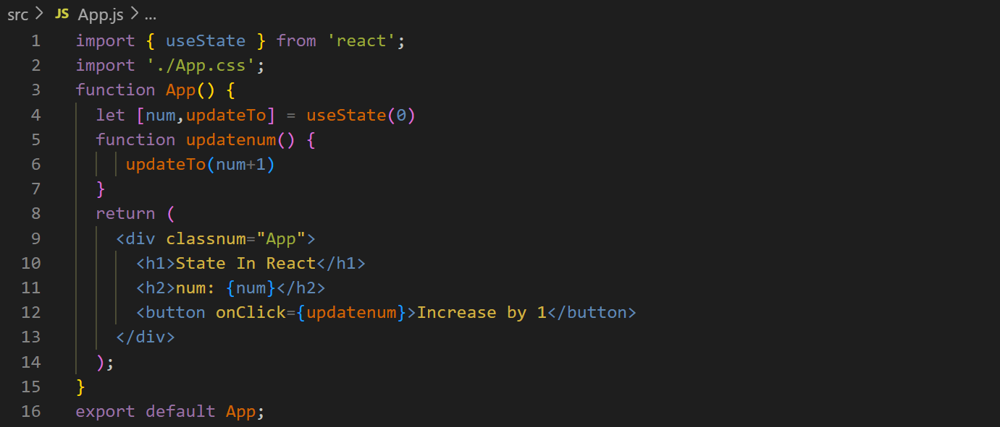 src > JS App.js > ...
1 import { useState } from 'react';
2 import './App.css';
3 function App() {
4   let [num,updateTo] = useState(0)
5   function updatenum() {
6      updateTo(num+1)
7   }
8   return (
9     <div classnum="App">
10       <h1>State In React</h1>
11       <h2>num: {num}</h2>
12       <button onClick={updatenum}>Increase by 1</button>
13     </div>
14   );
15 }
16 export default App;